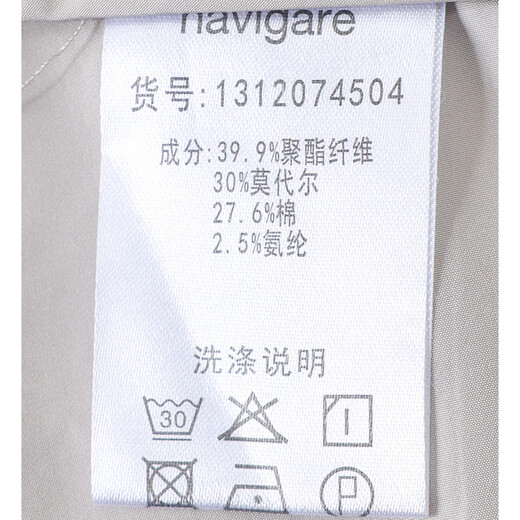 navigare
货号:1312074504
成分:39.9%聚酯纤维
30%莫代尔
27.6%棉
2.5%氨纶
洗涤说明
30
P